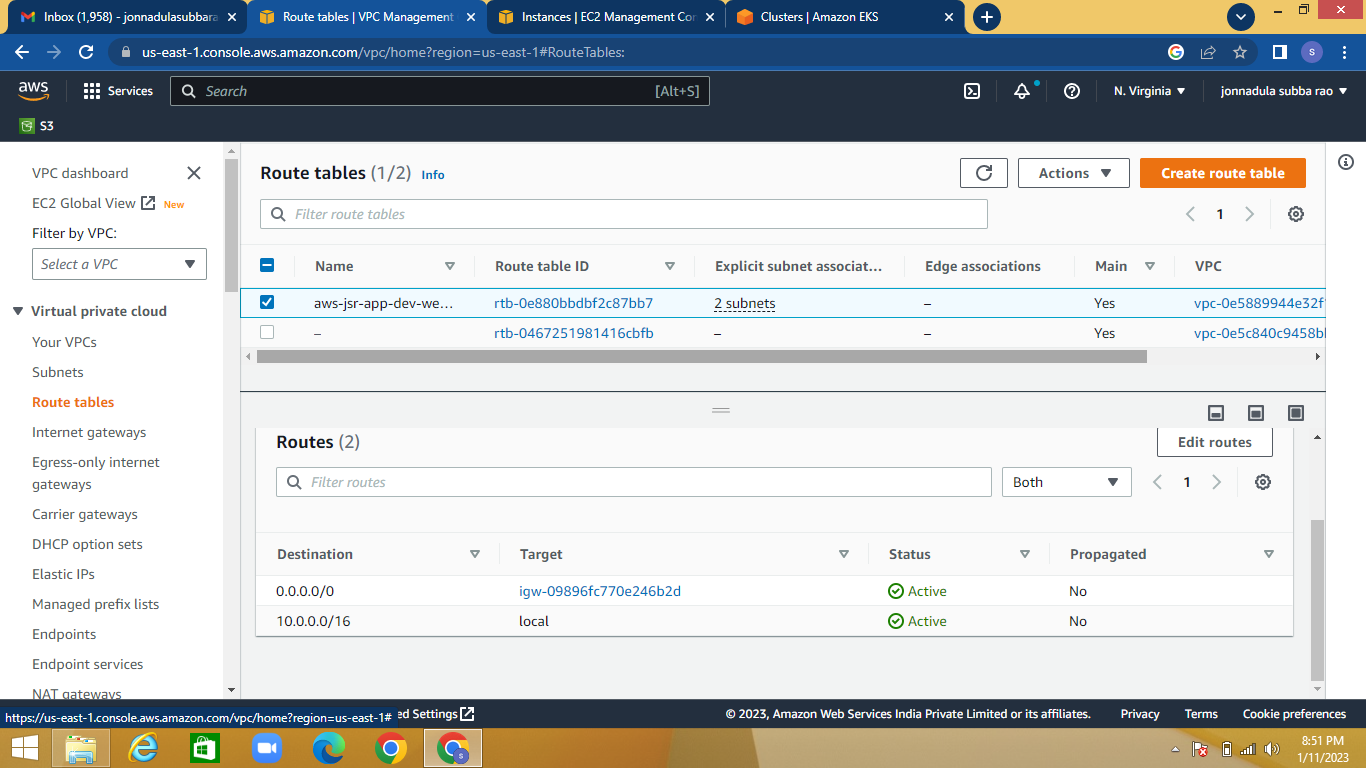 Inbox (1,958) - jonnadulasubbara
Route tables | VPC Management
Instances | EC2 Management Con
Clusters | Amazon EKS
us-east-1.console.aws.amazon.com/vpc/home?region=us-east-1#RouteTables:
S
aws
Services
Search
[Alt+S]
N. Virginia
jonnadula subba rao
S3
VPC dashboard
EC2 Global View New
Filter by VPC:
Select a VPC
Virtual private cloud
Your VPCs
Subnets
Route tables
Internet gateways
Egress-only internet
gateways
Carrier gateways
DHCP option sets
Elastic IPs
Managed prefix lists
Endpoints
Endpoint services
NAT gateways
Route tables (1/2) Info
Actions
Create route table
Filter route tables
1
Name Route table ID Explicit subnet associat... Edge associations Main VPC
aws-jsr-app-dev-we... rtb-0e880bbdbf2c87bb7 2 subnets – Yes vpc-0e5889944e32f
– rtb-0467251981416cbfb – – Yes vpc-0e5c840c9458b
Routes (2)
Edit routes
Filter routes
Both
1
Destination Target Status Propagated
0.0.0.0/0 igw-09896fc770e246b2d Active No
10.0.0.0/16 local Active No
https://us-east-1.console.aws.amazon.com/vpc/home?region=us-east-1#
ed Settings
© 2023, Amazon Web Services India Private Limited or its affiliates.
Privacy
Terms
Cookie preferences
8:51 PM
1/11/2023